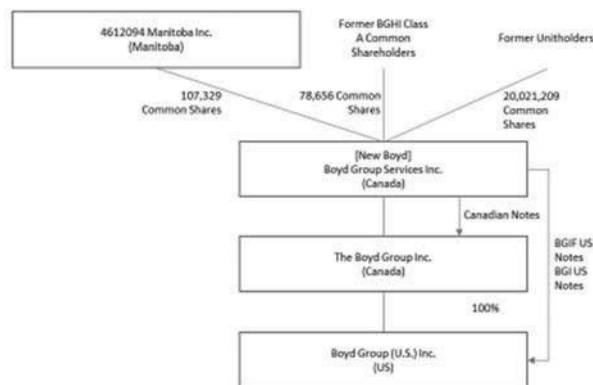 4612094 Manitoba Inc.
(Manitoba)
Former BGHI Class
A Common
Shareholders
Former Unitholders
107,329
Common Shares
78,656 Common
Shares
20,021,209
Common
Shares
[New Boyd]
Boyd Group Services Inc.
(Canada)
Canadian Notes
BGIF US
Notes
BGI US
Notes
The Boyd Group Inc.
(Canada)
100%
Boyd Group (U.S.) Inc.
(US)